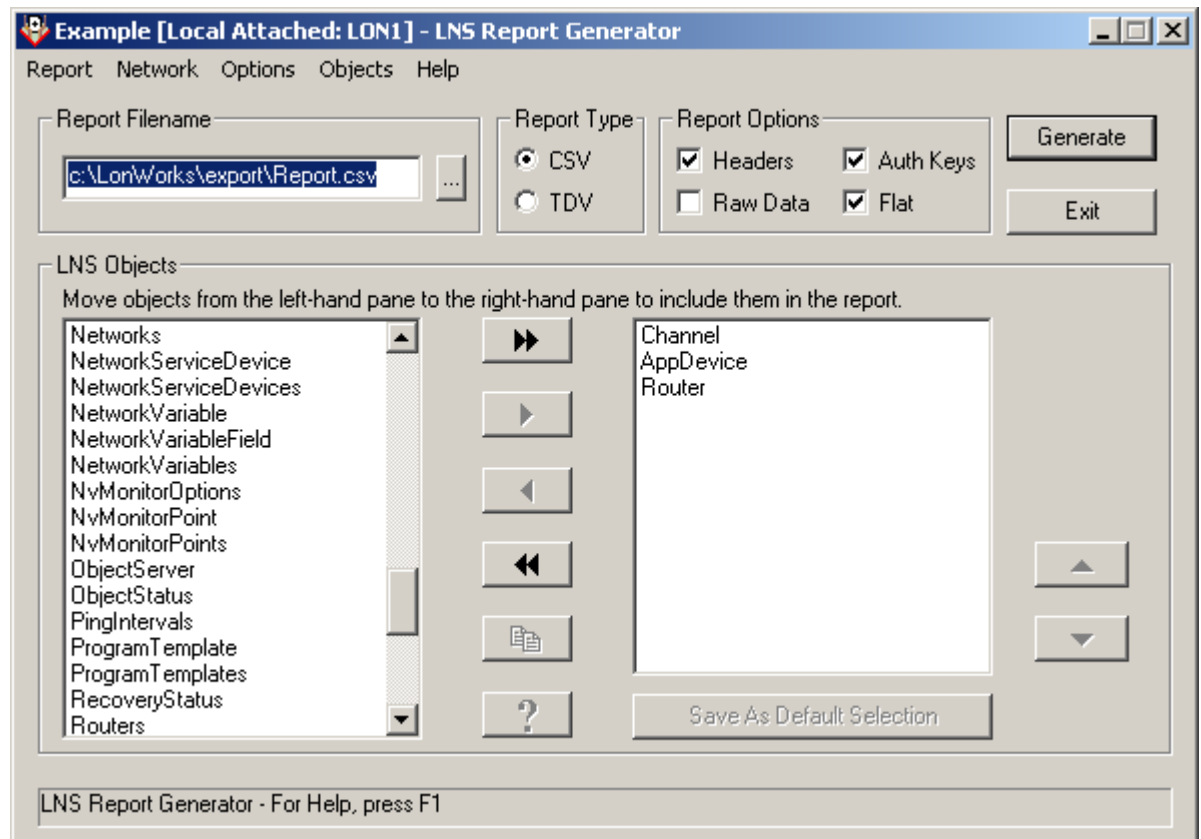 Example [Local Attached: LON1] - LNS Report Generator
Report Network Options Objects Help
Report Filename
c:\LonWorks\export\Report.csv
...
Report Type
CSV
TDV
Report Options
Headers
Auth Keys
Raw Data
Flat
Generate
Exit
LNS Objects
Move objects from the left-hand pane to the right-hand pane to include them in the report.
Networks
NetworkServiceDevice
NetworkServiceDevices
NetworkVariable
NetworkVariableField
NetworkVariables
NvMonitorOptions
NvMonitorPoint
NvMonitorPoints
ObjectServer
ObjectStatus
PingIntervals
ProgramTemplate
ProgramTemplates
RecoveryStatus
Routers
?
Channel
AppDevice
Router
Save As Default Selection
LNS Report Generator - For Help, press F1